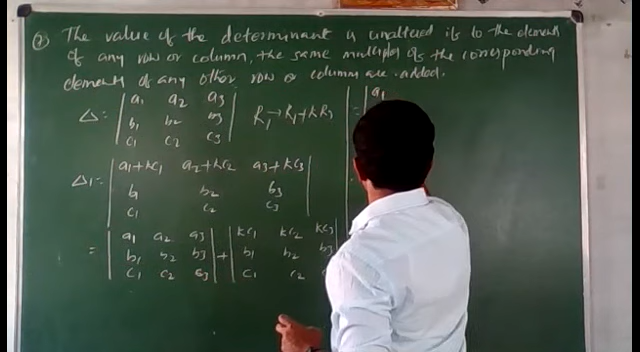 ⑦ The value of the determinant is unaltered if to the elements
of any row or column, the same multiples of the corresponding
elements of any other row or column are added.
Δ = | a1 a2 a3 | R1→R1+kR3
| b1 b2 b3 |
| c1 c2 c3 |
Δ1 = | a1+kc1 a2+kc2 a3+kc3 |
| b1 b2 b3 |
| c1 c2 c3 |
= | a1 a2 a3 | + | kc1 kc2 kc3 |
| b1 b2 b3 | | b1 b2 b3 |
| c1 c2 c3 | | c1 c2
= | a1